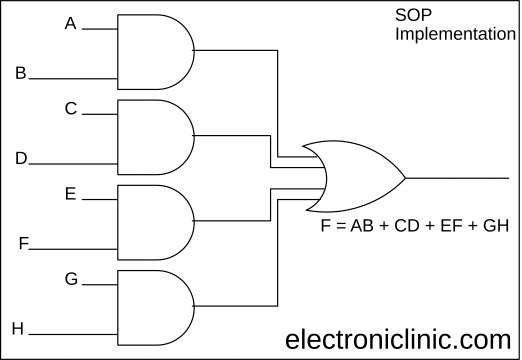 SOP
Implementation
A
B
C
D
E
F
G
H
F = AB + CD + EF + GH
electroniclinic.com